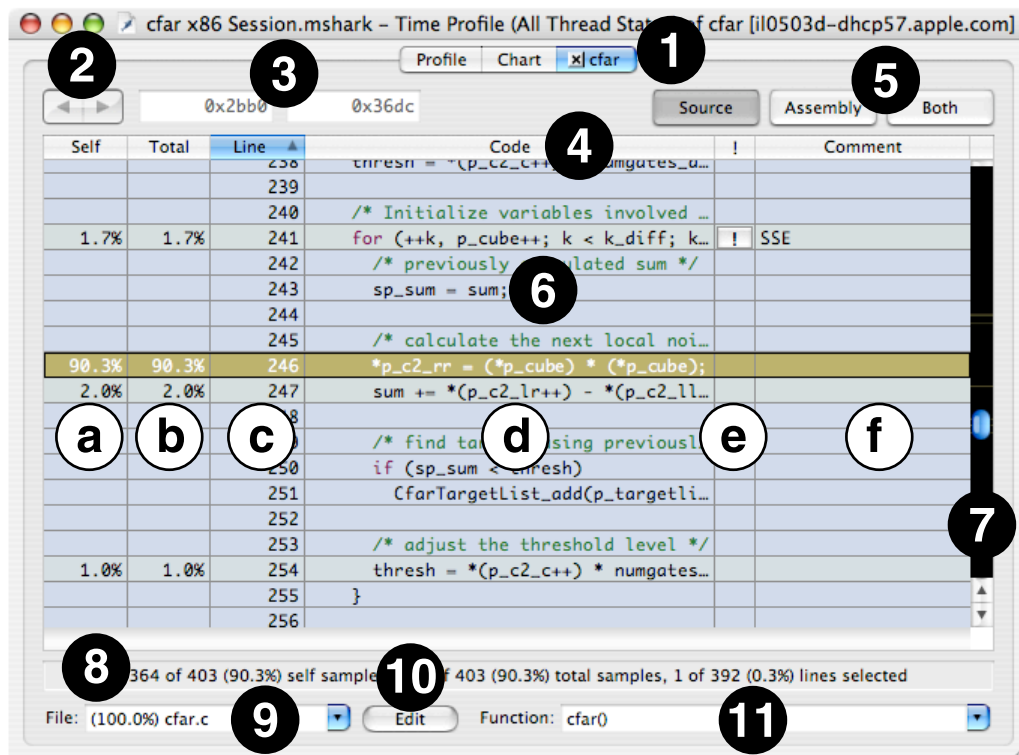 cfar x86 Session.mshark – Time Profile (All Thread Stat of cfar [il0503d-dhcp57.apple.com]
1
Profile Chart cfar
2
3
5
0x2bb0 0x36dc Source Assembly Both
4
Self Total Line Code ! Comment
238 thresh = *(p_c2_c++) umgates_a…
239
240 /* Initialize variables involved …
1.7% 1.7% 241 for (++k, p_cube++; k < k_diff; k… ! SSE
242 /* previously ulated sum */
243 sp_sum = sum;
6
244
245 /* calculate the next local noi…
90.3% 90.3% 246 *p_c2_rr = (*p_cube) * (*p_cube);
2.0% 2.0% 247 sum += *(p_c2_lr++) - *(p_c2_ll…
8
a b c d e f
/* find ta sing previousl
250 if (sp_sum < thresh)
251 CfarTargetList_add(p_targetli…
252
7
253 /* adjust the threshold level */
1.0% 1.0% 254 thresh = *(p_c2_c++) * numgates…
255 }
256
8
364 of 403 (90.3%) self sample of 403 (90.3%) total samples, 1 of 392 (0.3%) lines selected
10
File: (100.0%) cfar.c Edit Function: cfar()
9
11